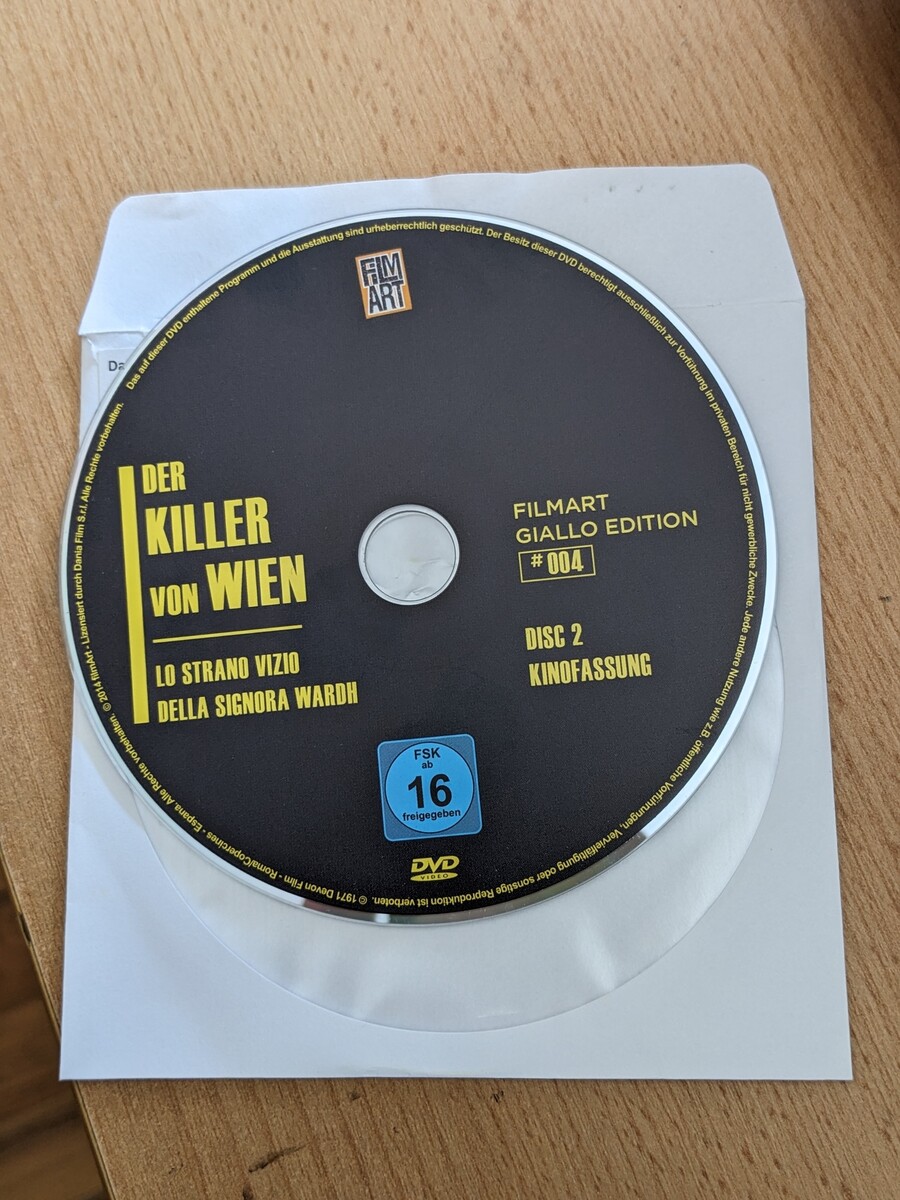 FILM
ART
Da
DER
KILLER
VON WIEN
LO STRANO VIZIO
DELLA SIGNORA WARDH
FILMART
GIALLO EDITION
#004
DISC 2
KINOFASSUNG
FSK
ab
16
freigegeben
DVD
VIDEO
© 1971 Devon Film - Roma/Copercines - Espana. Alle Rechte vorbehalten. © 2014 filmArt - Lizensiert durch Dania Film S.r.l. Alle Rechte vorbehalten. Das auf dieser DVD enthaltene Programm und die Ausstattung sind urheberrechtlich geschützt. Der Besitz dieser DVD berechtigt ausschließlich zur Vorführung im privaten Bereich für nicht gewerbliche Zwecke. Jede andere Nutzung wie z.B. öffentliche Vorführungen, Vervielfältigung oder sonstige Reproduktion ist verboten.